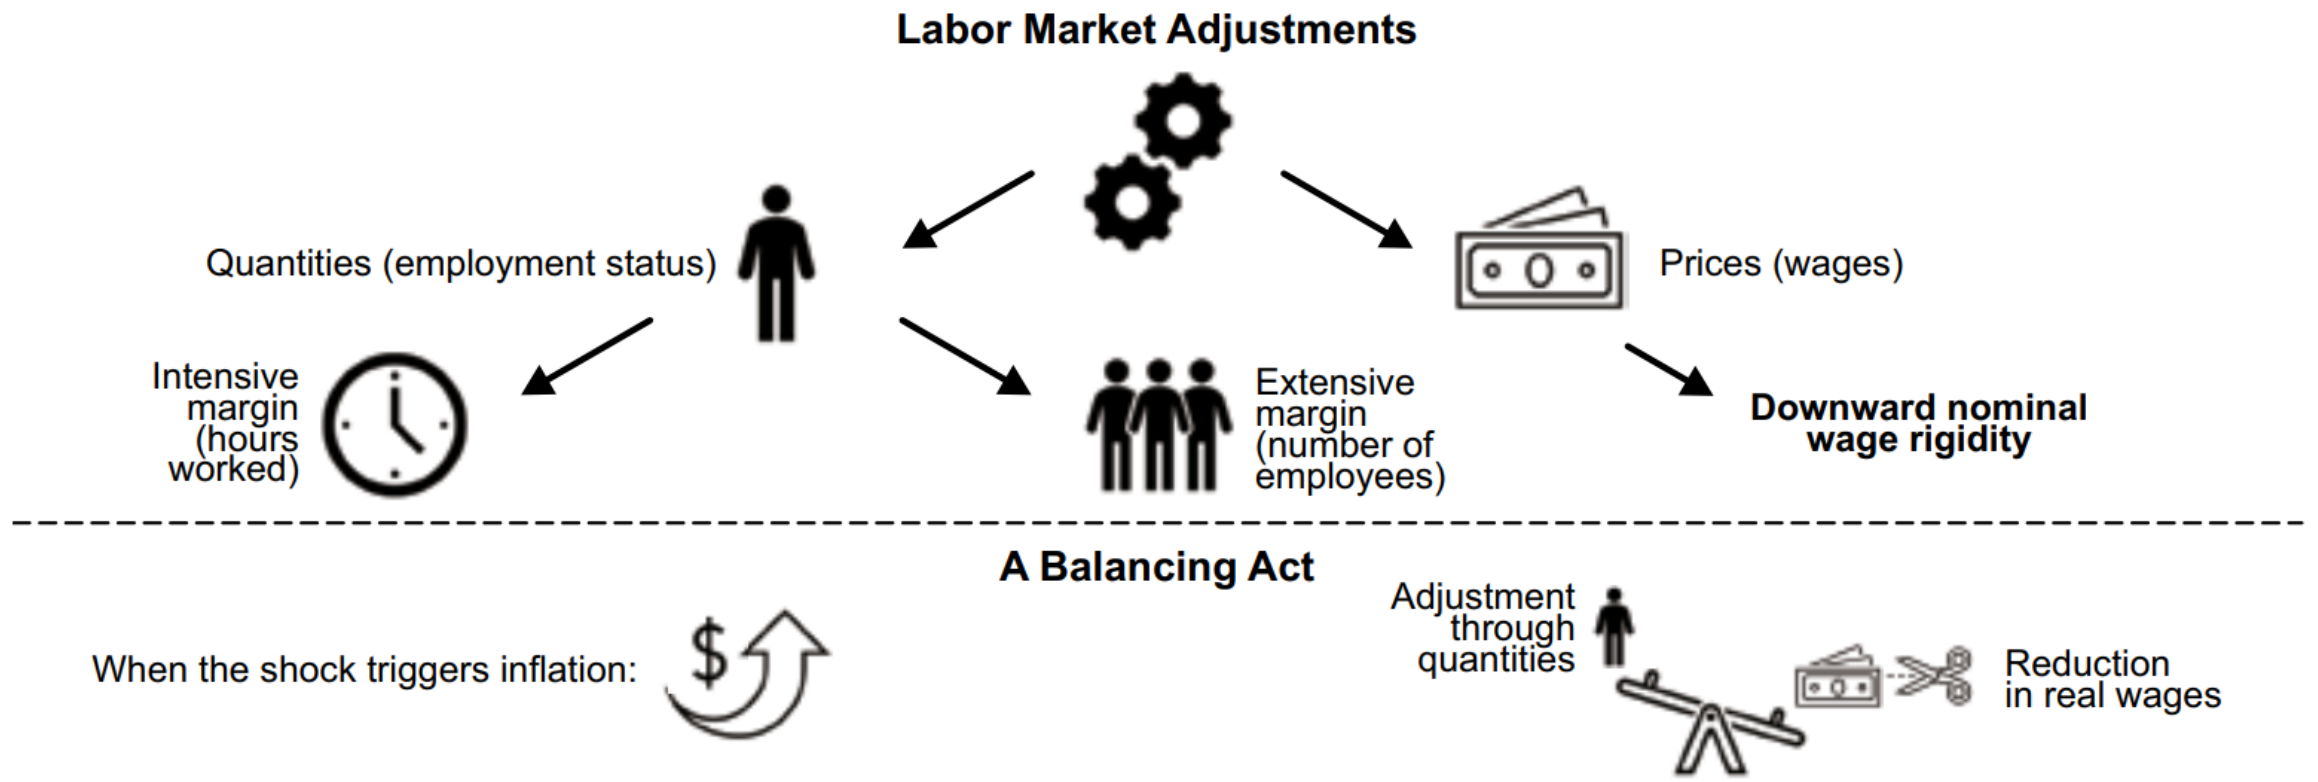 Labor Market Adjustments
Quantities (employment status)
Prices (wages)
Intensive
margin
(hours
worked)
Extensive
margin
(number of
employees)
Downward nominal
wage rigidity
A Balancing Act
When the shock triggers inflation:
$
Adjustment
through
quantities
Reduction
in real wages